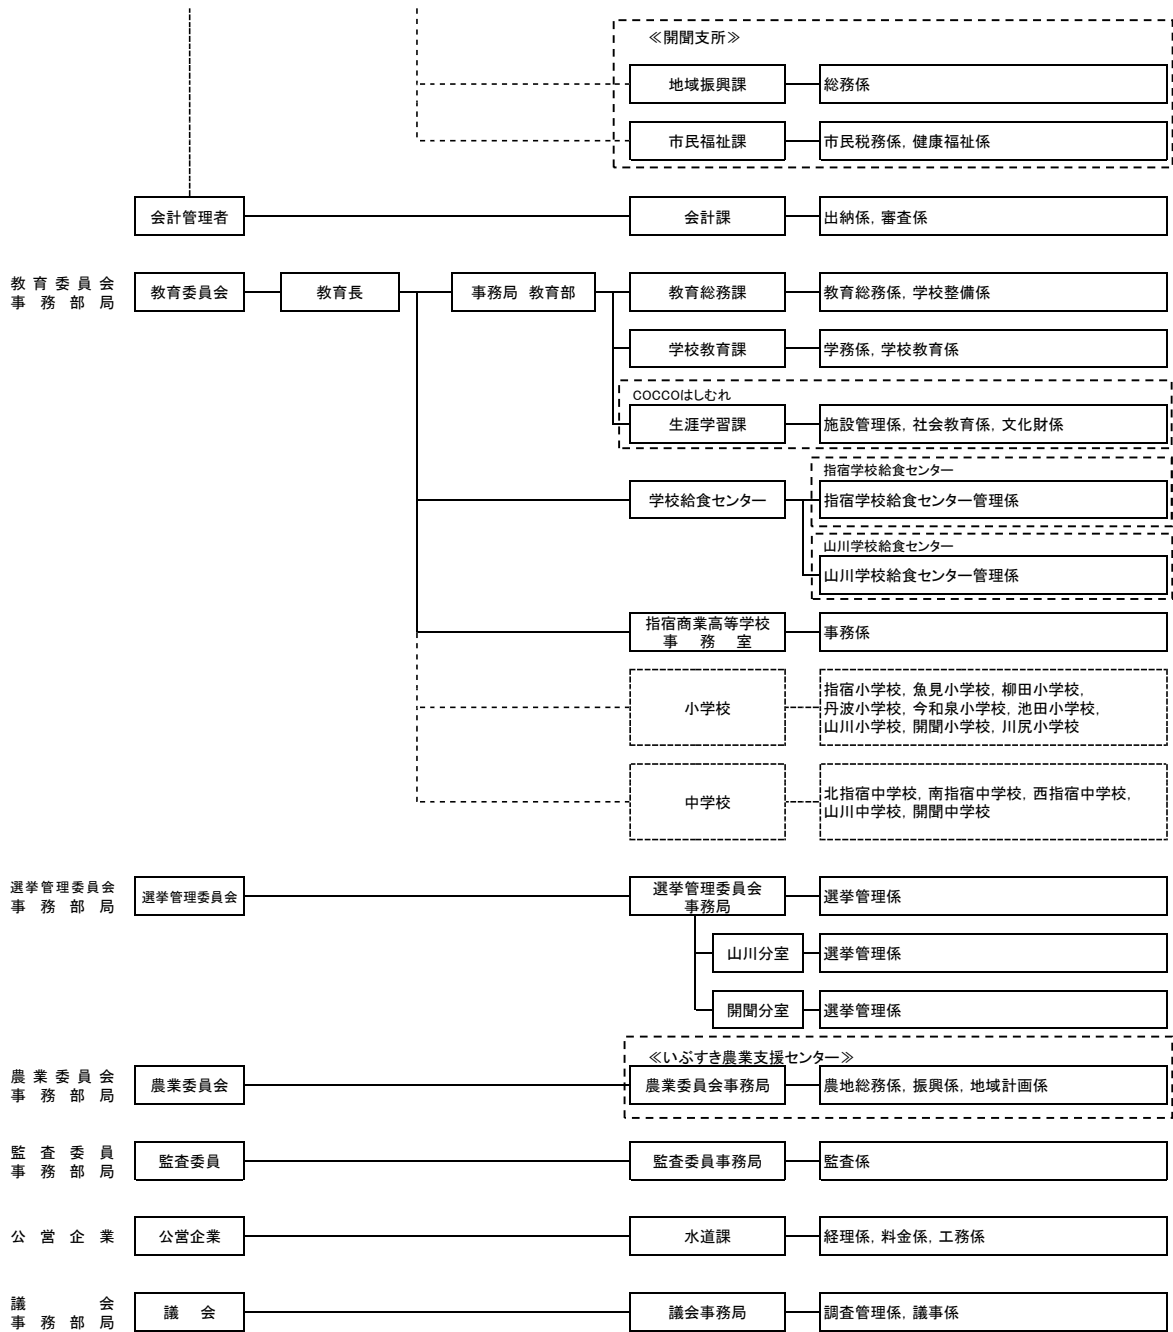 ≪開聞支所≫
地域振興課 総務係
市民福祉課 市民税務係, 健康福祉係
会計管理者 会計課 出納係, 審査係
教育委員会
事務部局
教育委員会 教育長 事務局 教育部 教育総務課 教育総務係, 学校整備係
学校教育課 学務係, 学校教育係
COCCOはしむれ
生涯学習課 施設管理係, 社会教育係, 文化財係
指宿学校給食センター
学校給食センター 指宿学校給食センター管理係
山川学校給食センター
山川学校給食センター管理係
指宿商業高等学校
事務室
事務係
小学校
指宿小学校, 魚見小学校, 柳田小学校,
丹波小学校, 今和泉小学校, 池田小学校,
山川小学校, 開聞小学校, 川尻小学校
中学校
北指宿中学校, 南指宿中学校, 西指宿中学校,
山川中学校, 開聞中学校
選挙管理委員会
事務部局
選挙管理委員会
選挙管理委員会
事務局
選挙管理係
山川分室 選挙管理係
開聞分室 選挙管理係
≪いぶすき農業支援センター≫
農業委員会
事務部局
農業委員会 農業委員会事務局 農地総務係, 振興係, 地域計画係
監査委員
事務部局
監査委員 監査委員事務局 監査係
公営企業 公営企業 水道課 経理係, 料金係, 工務係
議会
事務部局
議会 議会事務局 調査管理係, 議事係